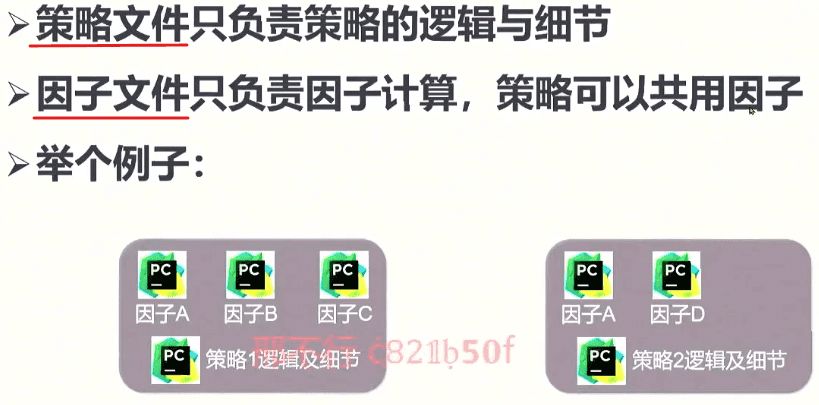 ➢策略文件只负责策略的逻辑与细节
➢因子文件只负责因子计算，策略可以共用因子
➢举个例子：
PC PC PC PC PC
因子A 因子B 因子C 因子A 因子D
PC 策略1逻辑及细节 PC 策略2逻辑及细节